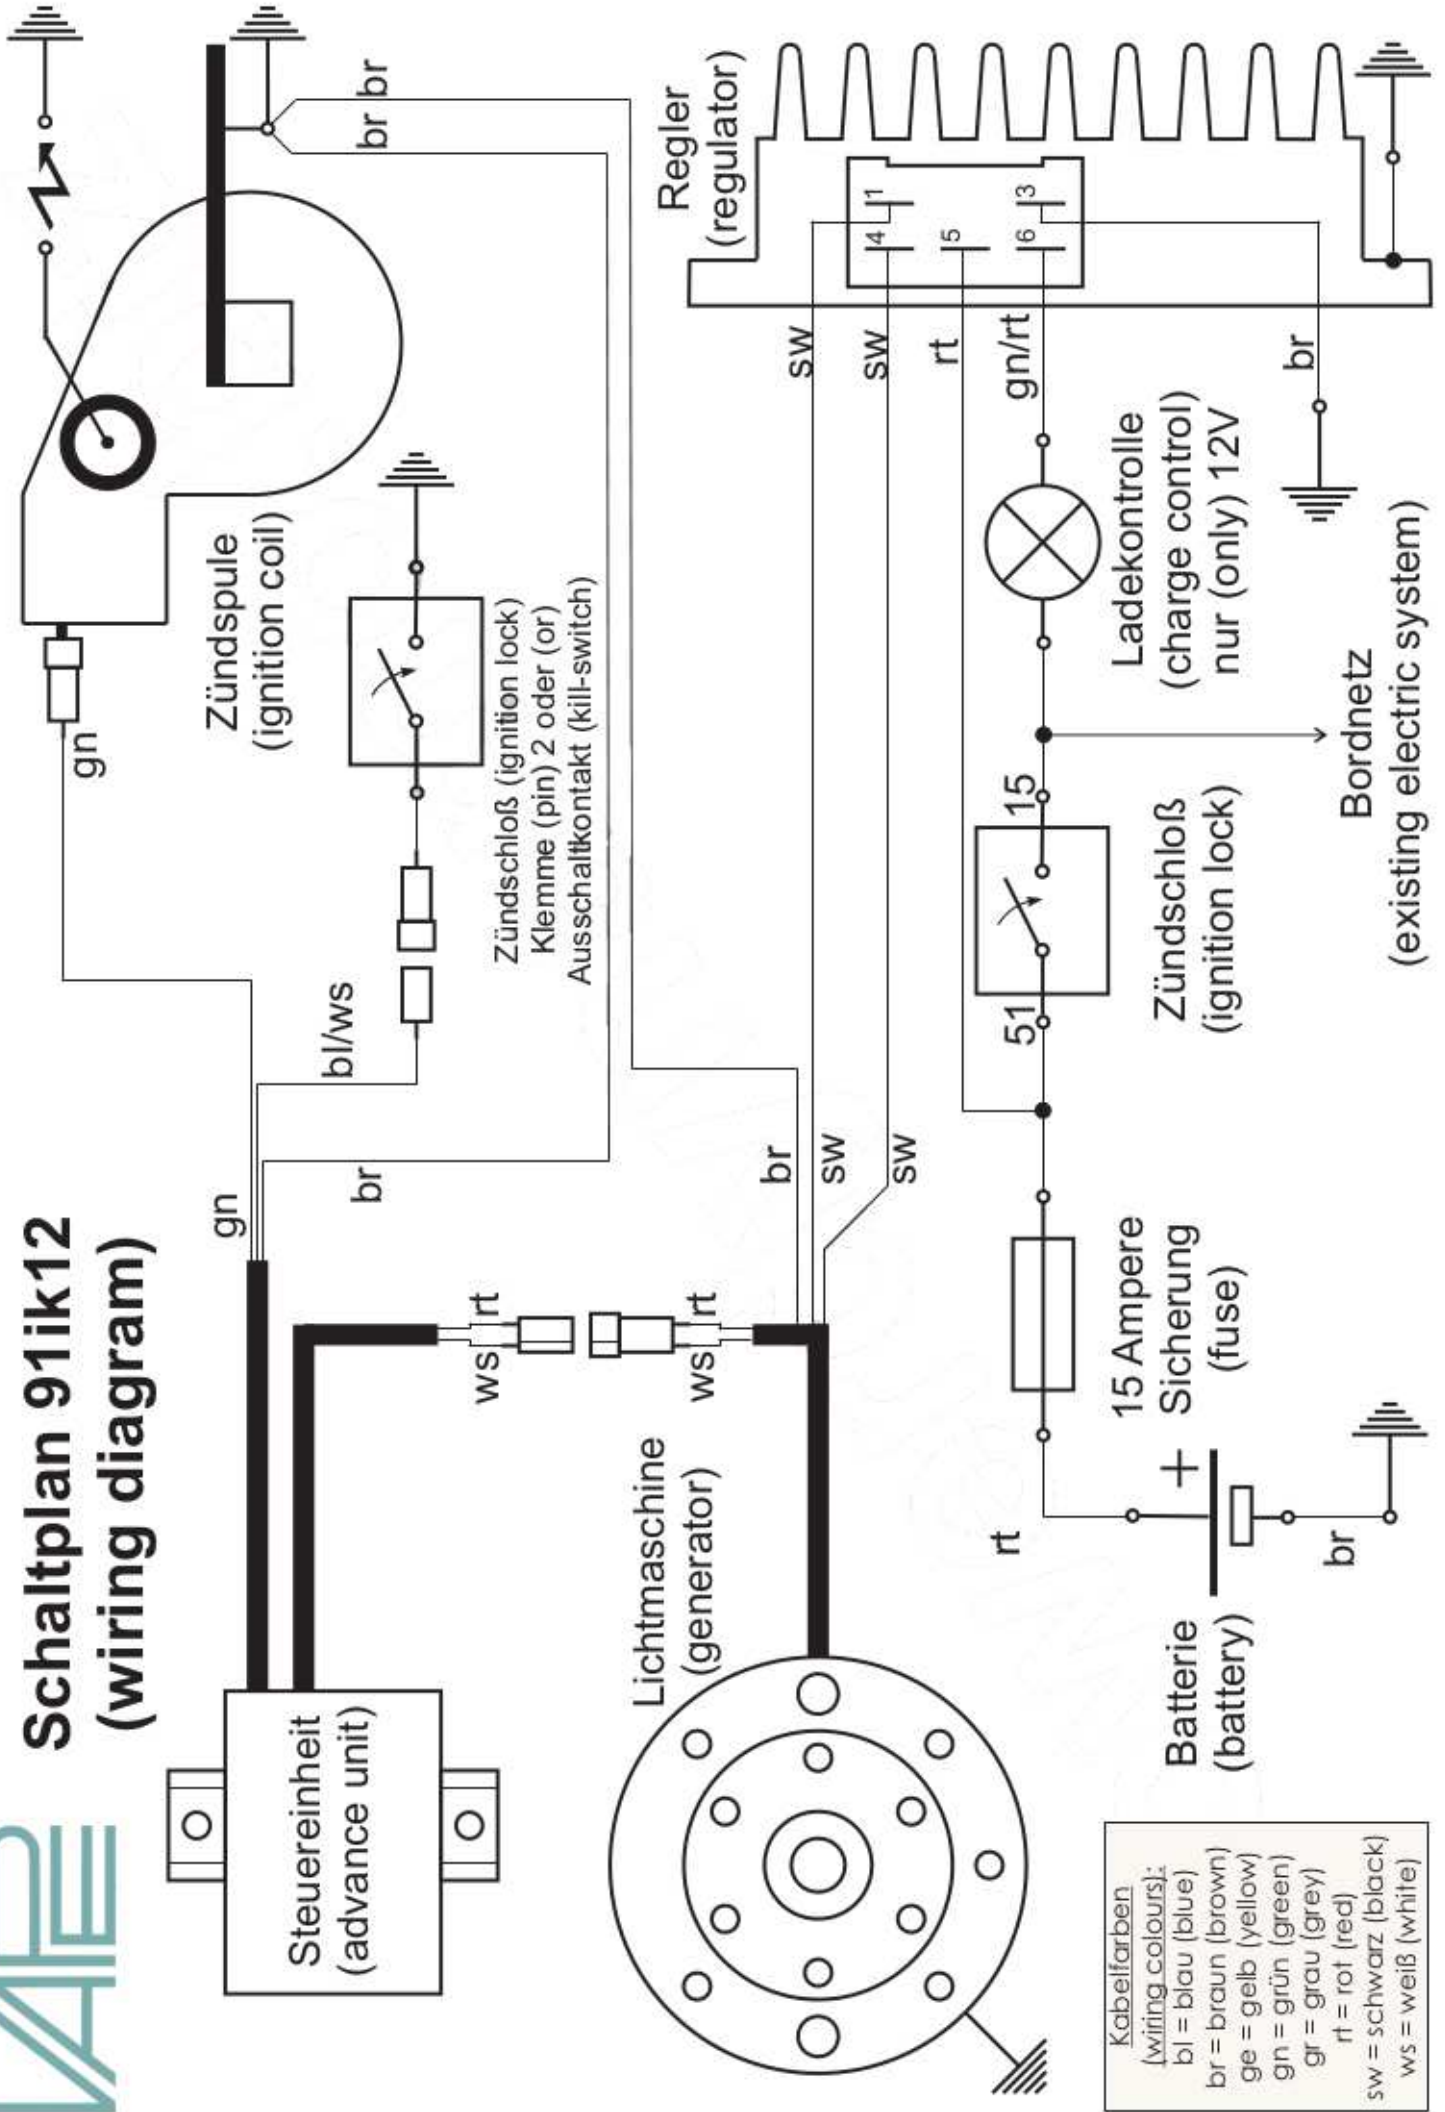 VAPE
Schaltplan 91ik12
(wiring diagram)
Steuereinheit
(advance unit)
gn
br
bl/ws
gn
Zündspule
(ignition coil)
br
br
Zündschloß (ignition lock)
Klemme (pin) 2 oder (or)
Ausschaltkontakt (kill-switch)
ws
rt
ws
rt
Lichtmaschine
(generator)
br
sw
sw
Regler
(regulator)
sw
sw
rt
gn/rt
br
1
4
5
6
3
Ladekontrolle
(charge control)
nur (only) 12V
51
15
Zündschloß
(ignition lock)
Bordnetz
(existing electric system)
15 Ampere
Sicherung
(fuse)
rt
+
br
Batterie
(battery)
Kabelfarben
(wiring colours):
bl = blau (blue)
br = braun (brown)
ge = gelb (yellow)
gn = grün (green)
gr = grau (grey)
rt = rot (red)
sw = schwarz (black)
ws = weiß (white)